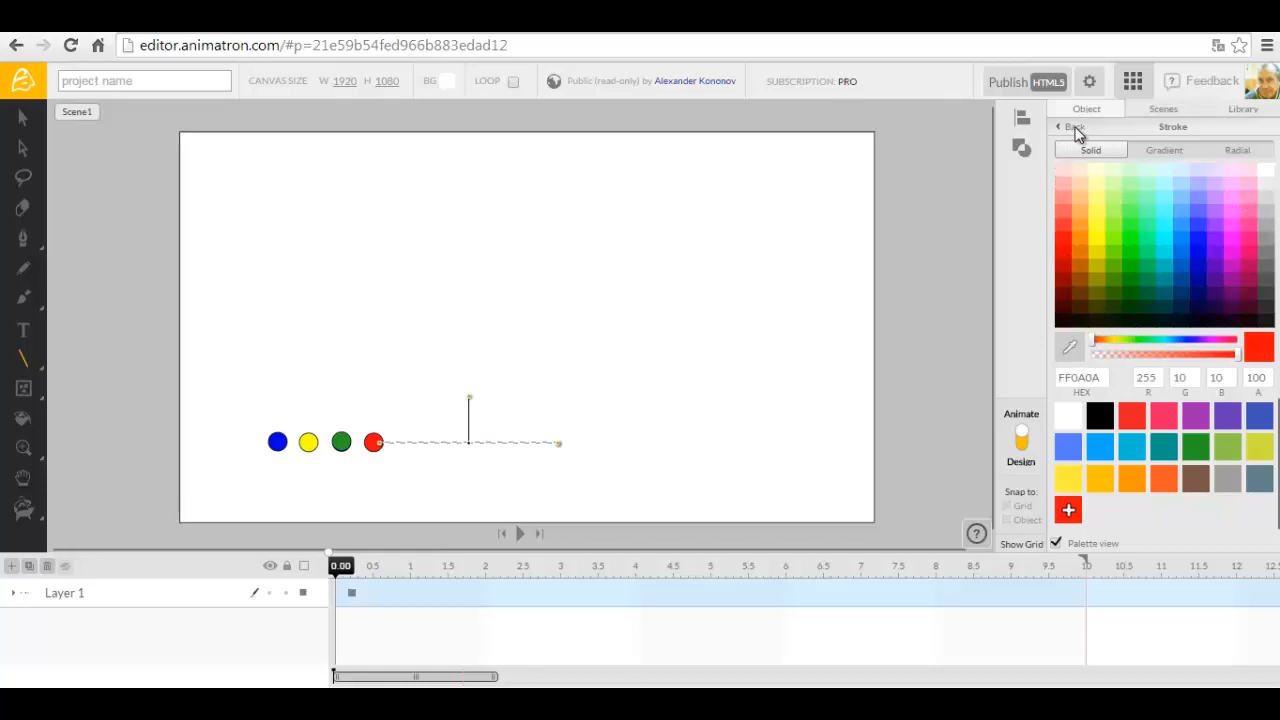 editor.animatron.com/#p=21e59b54fed966b883edad12
project name
CANVAS SIZE W 1920 H 1080 BG LOOP Public (read-only) by Alexander Kononov SUBSCRIPTION: PRO Publish HTML5 ? Feedback
Scene1
Object Scenes Library
Back Stroke
Solid Gradient Radial
FF0A0A 255 10 10 100
HEX R G B A
T
Animate
Design
Snap to:
Grid
Object
Show Grid
Palette view
?
0.00 0.5 1 1.5 2 2.5 3 3.5 4 4.5 5 5.5 6 6.5 7 7.5 8 8.5 9 9.5 10 10.5 11 11.5 12 12.5
Layer 1